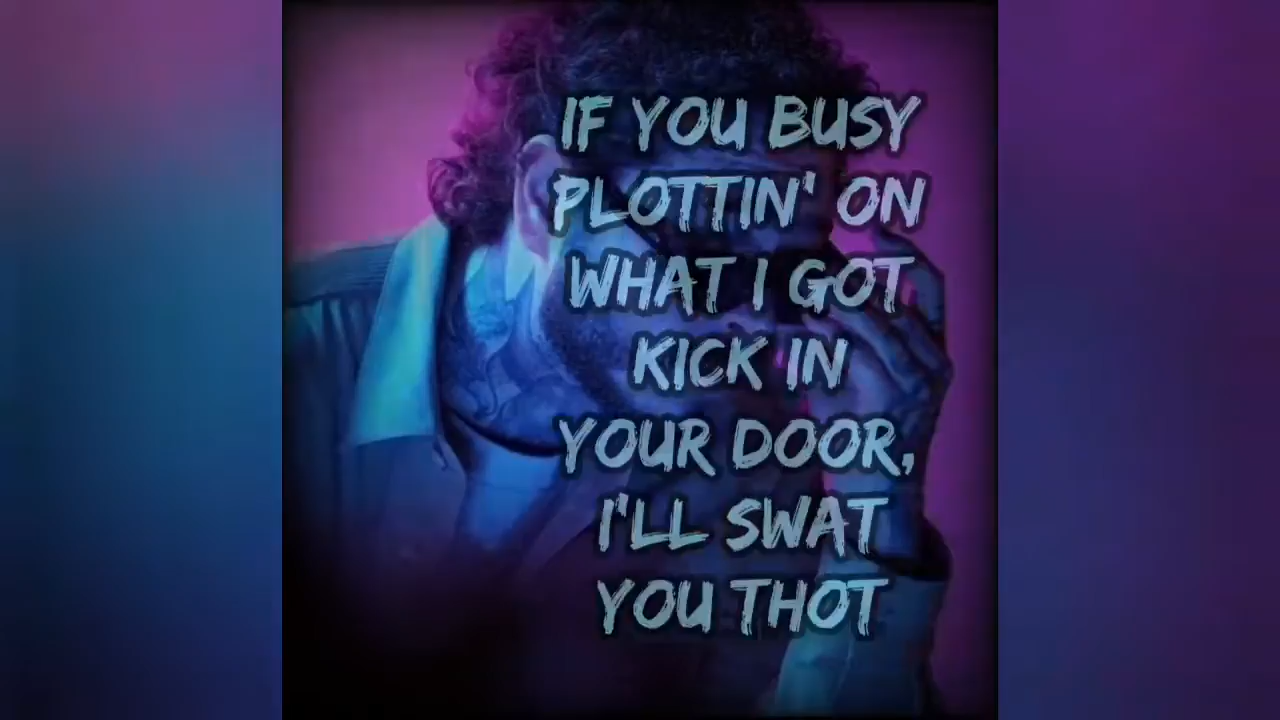 IF YOU BUSY
PLOTTIN' ON
WHAT I GOT
KICK IN
YOUR DOOR,
I'LL SWAT
YOU THOT